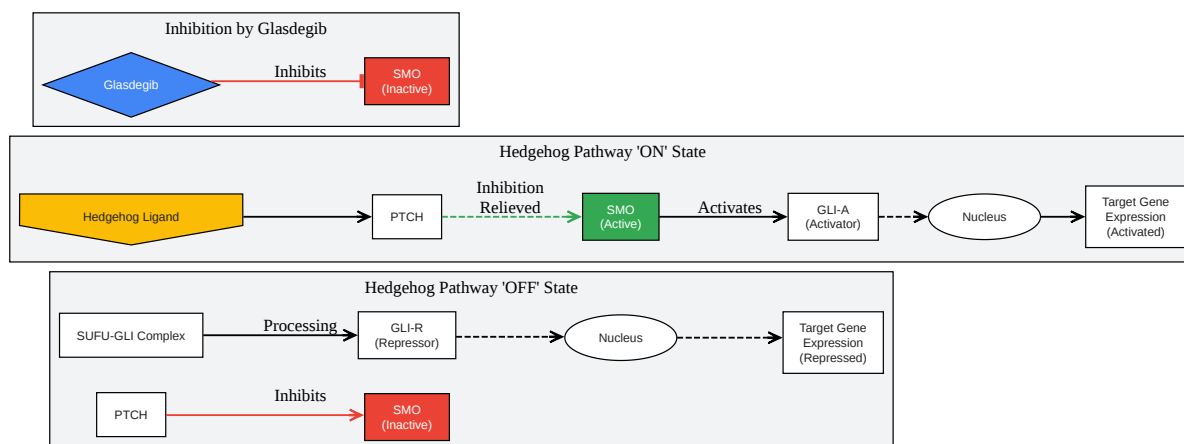 Inhibition by Glasdegib
Glasdegib
Inhibits
SMO
(Inactive)
Hedgehog Pathway 'ON' State
Hedgehog Ligand
PTCH
Inhibition
Relieved
SMO
(Active)
Activates
GLI-A
(Activator)
Nucleus
Target Gene
Expression
(Activated)
Hedgehog Pathway 'OFF' State
SUFU-GLI Complex
Processing
GLI-R
(Repressor)
Nucleus
Target Gene
Expression
(Repressed)
PTCH
Inhibits
SMO
(Inactive)